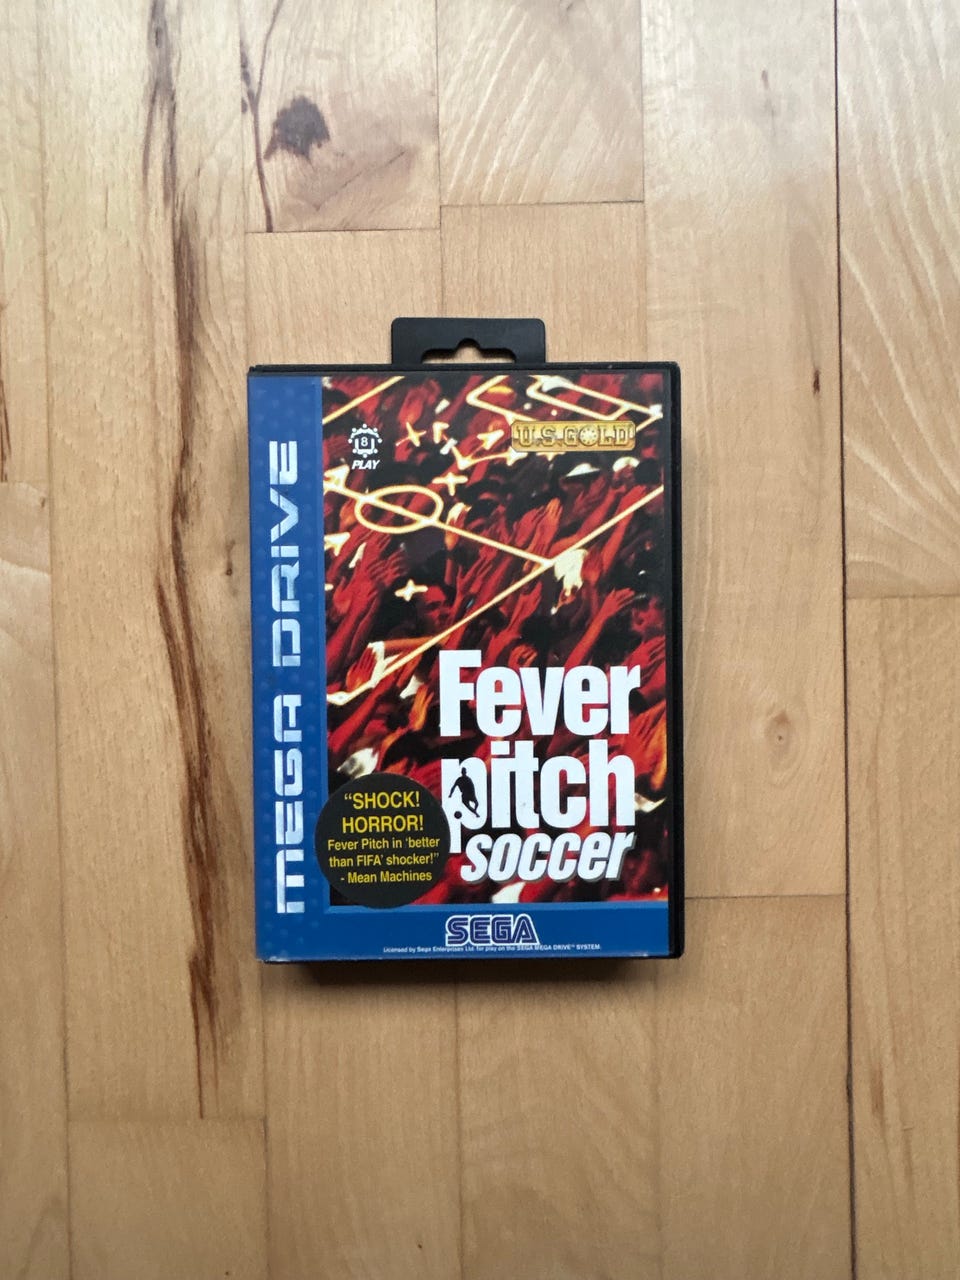 MEGA DRIVE
8
PLAY
U.S.GOLD
Fever
pitch
soccer
“SHOCK!
HORROR!
Fever Pitch in ‘better
than FIFA’ shocker!”
- Mean Machines
SEGA
Licensed by Sega Enterprises Ltd. for play on the SEGA MEGA DRIVE™ SYSTEM.